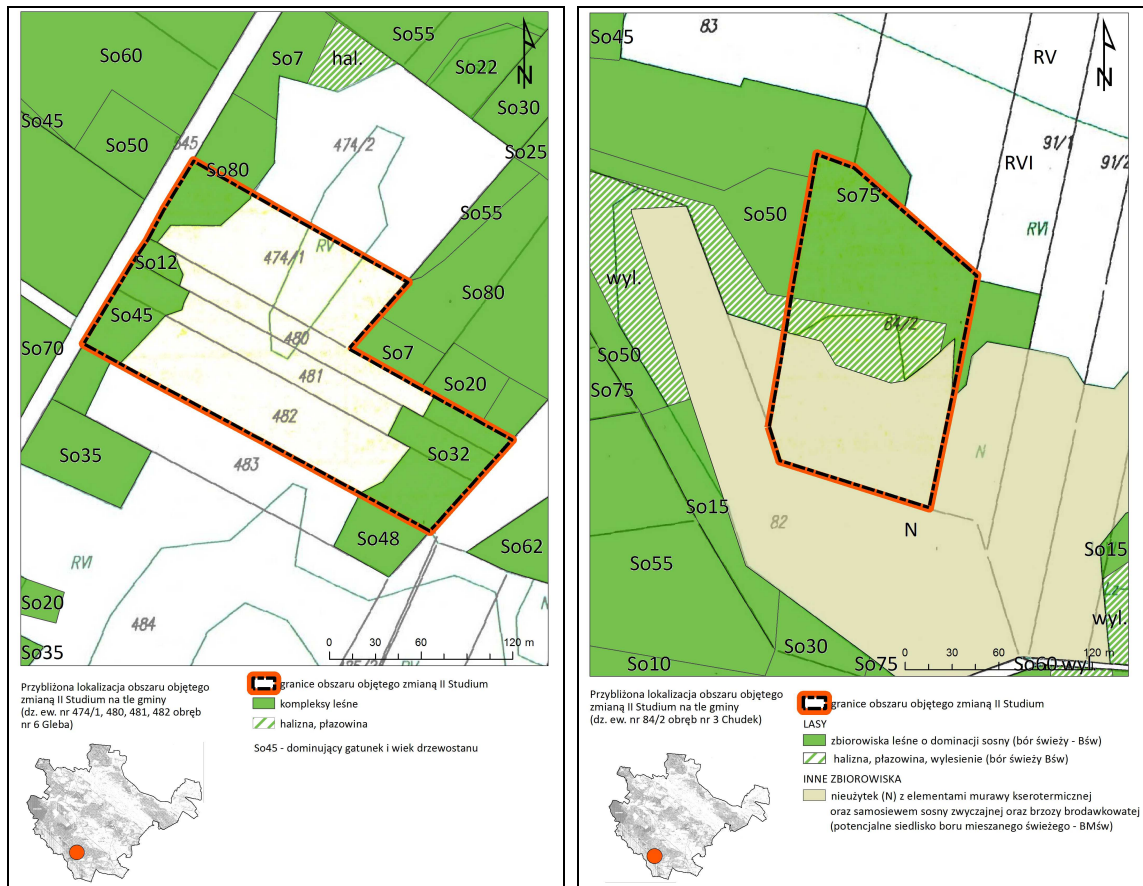 So60
So7
hal.
So55
So22
N
So30
So45
So50
345
So80
474/2
So25
So55
RV
474/1
So12
So80
So45
480
So7
So70
481
So20
482
So32
So35
483
So48
So62
RVI
So20
484
N
So35
RV
0 30 60 120 m
Przybliżona lokalizacja obszaru objętego
zmianą II Studium na tle gminy
(dz. ew. nr 474/1, 480, 481, 482 obręb
nr 6 Gleba)
granice obszaru objętego zmianą II Studium
kompleksy leśne
halizna, płazowina
So45 - dominujący gatunek i wiek drzewostanu
So45
83
RV
N
91/1
RVI
91/2
So75
So50
RVI
wyl.
84/2
So50
So75
N
So15
82
N
So55
So15
Ls
wyl.
So30
So10
So75
So60 wyl.
0 30 60 120 m
Przybliżona lokalizacja obszaru objętego
zmianą II Studium na tle gminy
(dz. ew. nr 84/2 obręb nr 3 Chudek)
granice obszaru objętego zmianą II Studium
LASY
zbiorowiska leśne o dominacji sosny (bór świeży - Bśw)
halizna, płazowina, wylesienie (bór świeży Bśw)
INNE ZBIOROWISKA
nieużytek (N) z elementami murawy kserotermicznej
oraz samosiewem sosny zwyczajnej oraz brzozy brodawkowatej
(potencjalne siedlisko boru mieszanego świeżego - BMśw)